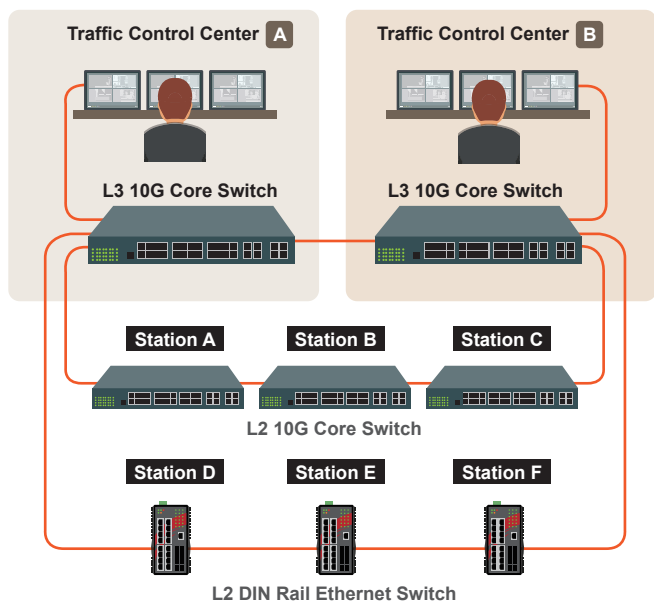 Traffic Control Center A
Traffic Control Center B
L3 10G Core Switch
L3 10G Core Switch
Station A
Station B
Station C
L2 10G Core Switch
Station D
Station E
Station F
L2 DIN Rail Ethernet Switch